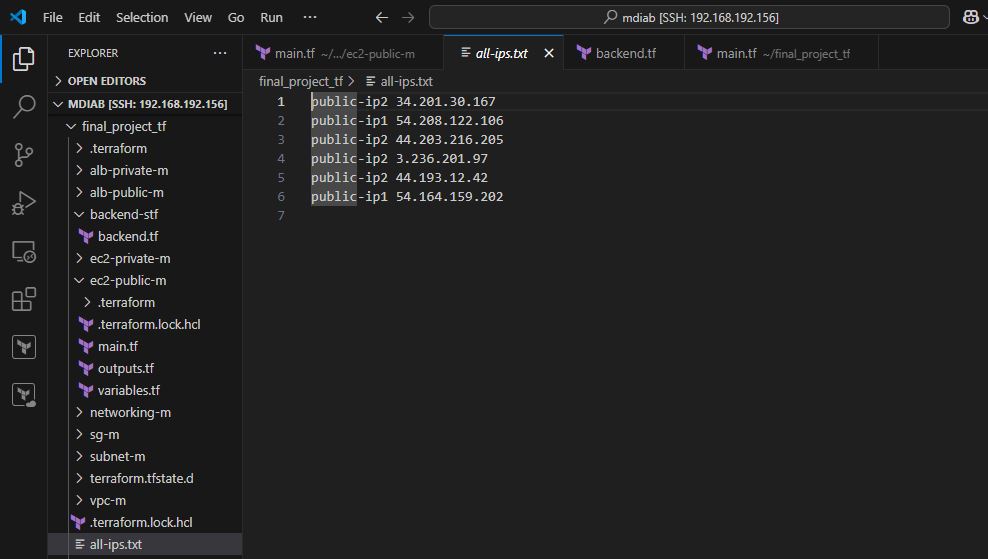 File Edit Selection View Go Run ···
mdiab [SSH: 192.168.192.156]
EXPLORER ···
OPEN EDITORS
MDIAB [SSH: 192.168.192.156]
final_project_tf
.terraform
alb-private-m
alb-public-m
backend-stf
backend.tf
ec2-private-m
ec2-public-m
.terraform
.terraform.lock.hcl
main.tf
outputs.tf
variables.tf
networking-m
sg-m
subnet-m
terraform.tfstate.d
vpc-m
.terraform.lock.hcl
all-ips.txt
main.tf ~/.../ec2-public-m
all-ips.txt
backend.tf
main.tf ~/final_project_tf
final_project_tf > all-ips.txt
1 public-ip2 34.201.30.167
2 public-ip1 54.208.122.106
3 public-ip2 44.203.216.205
4 public-ip2 3.236.201.97
5 public-ip2 44.193.12.42
6 public-ip1 54.164.159.202
7